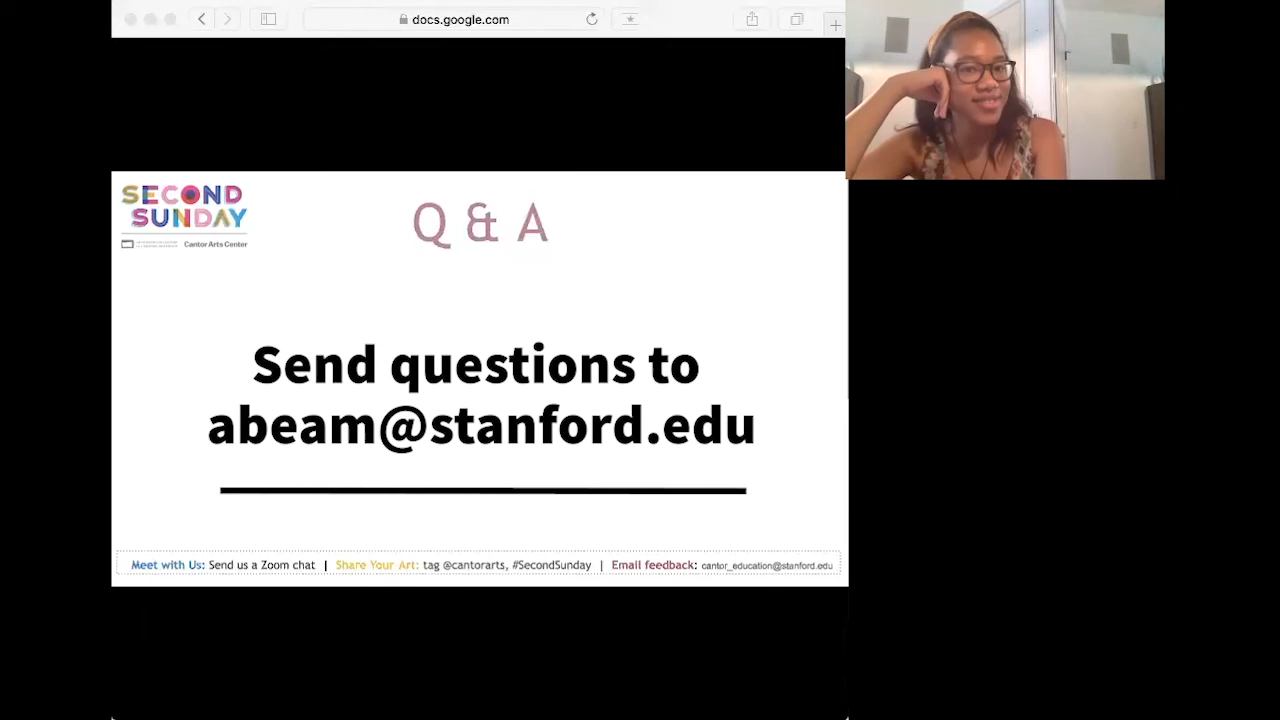 docs.google.com
SECOND
SUNDAY
Cantor Arts Center
Q & A
Send questions to
abeam@stanford.edu
Meet with Us: Send us a Zoom chat | Share Your Art: tag @cantorarts, #SecondSunday | Email feedback: cantor_education@stanford.edu